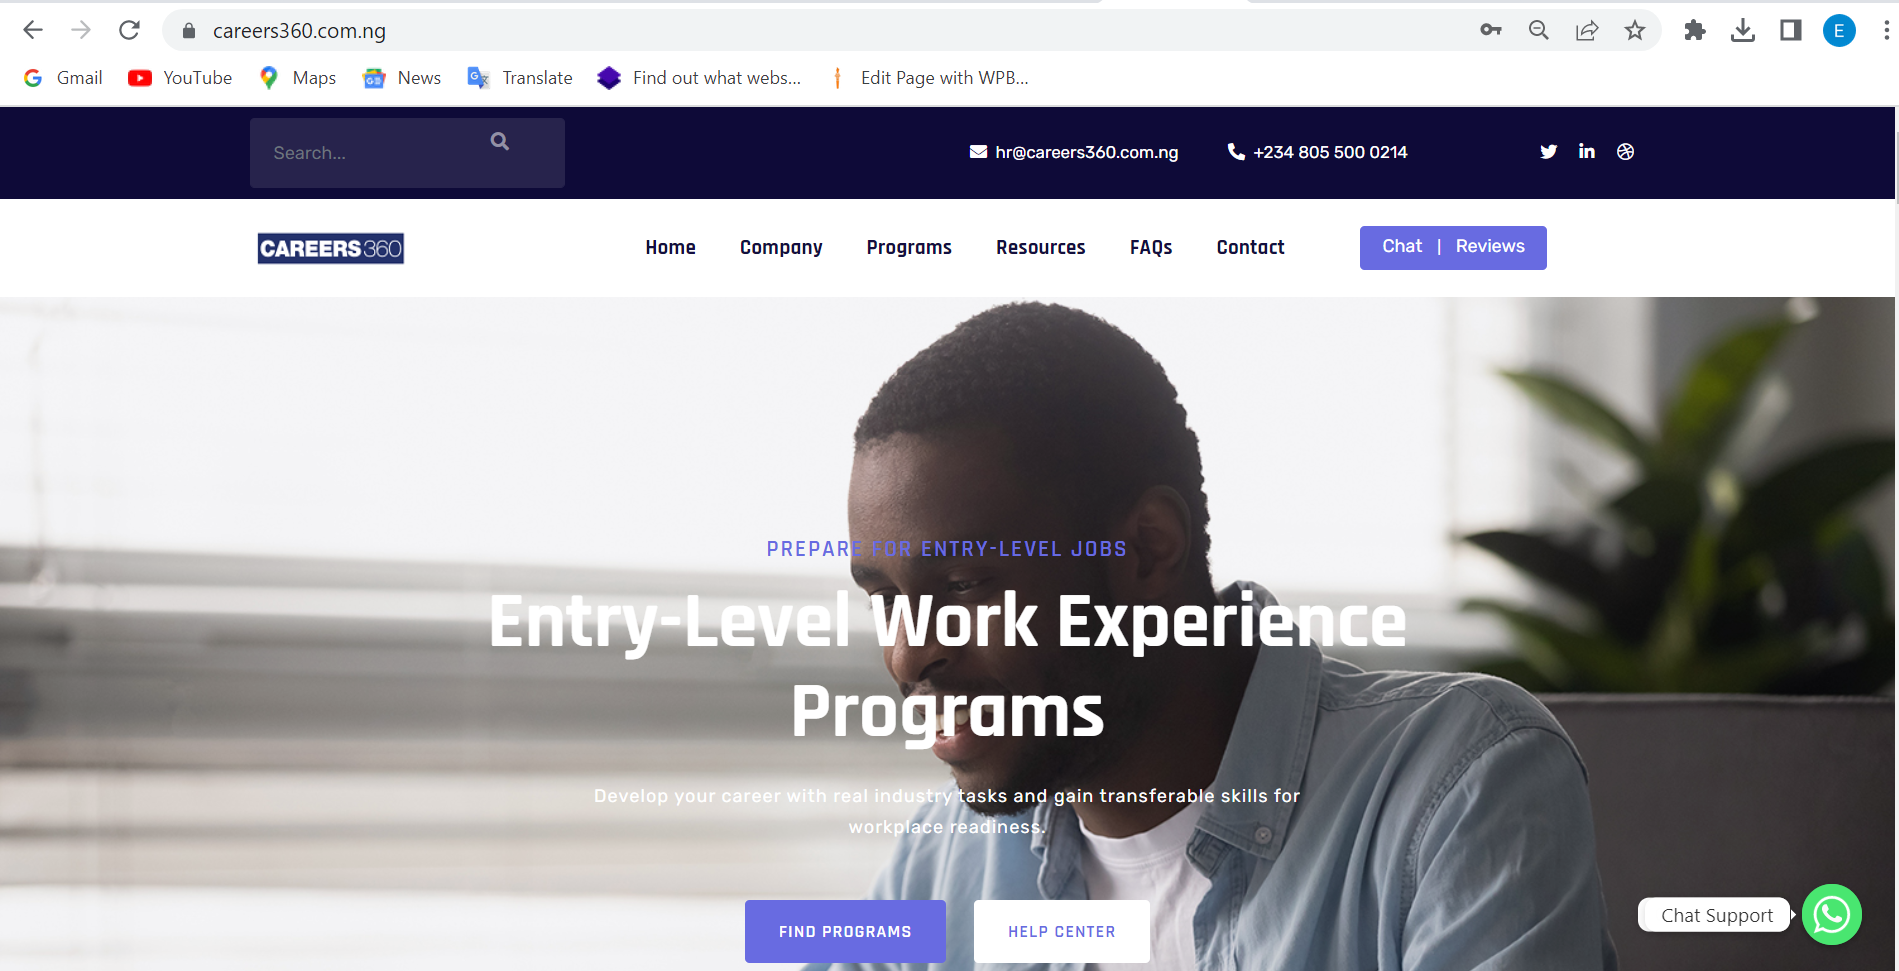 careers360.com.ng
E
Gmail YouTube Maps News Translate Find out what webs... Edit Page with WPB...
Search...
hr@careers360.com.ng +234 805 500 0214
CAREERS360
Home Company Programs Resources FAQs Contact
Chat | Reviews
PREPARE FOR ENTRY-LEVEL JOBS
Entry-Level Work Experience
Programs
Develop your career with real industry tasks and gain transferable skills for
workplace readiness.
FIND PROGRAMS HELP CENTER
Chat Support